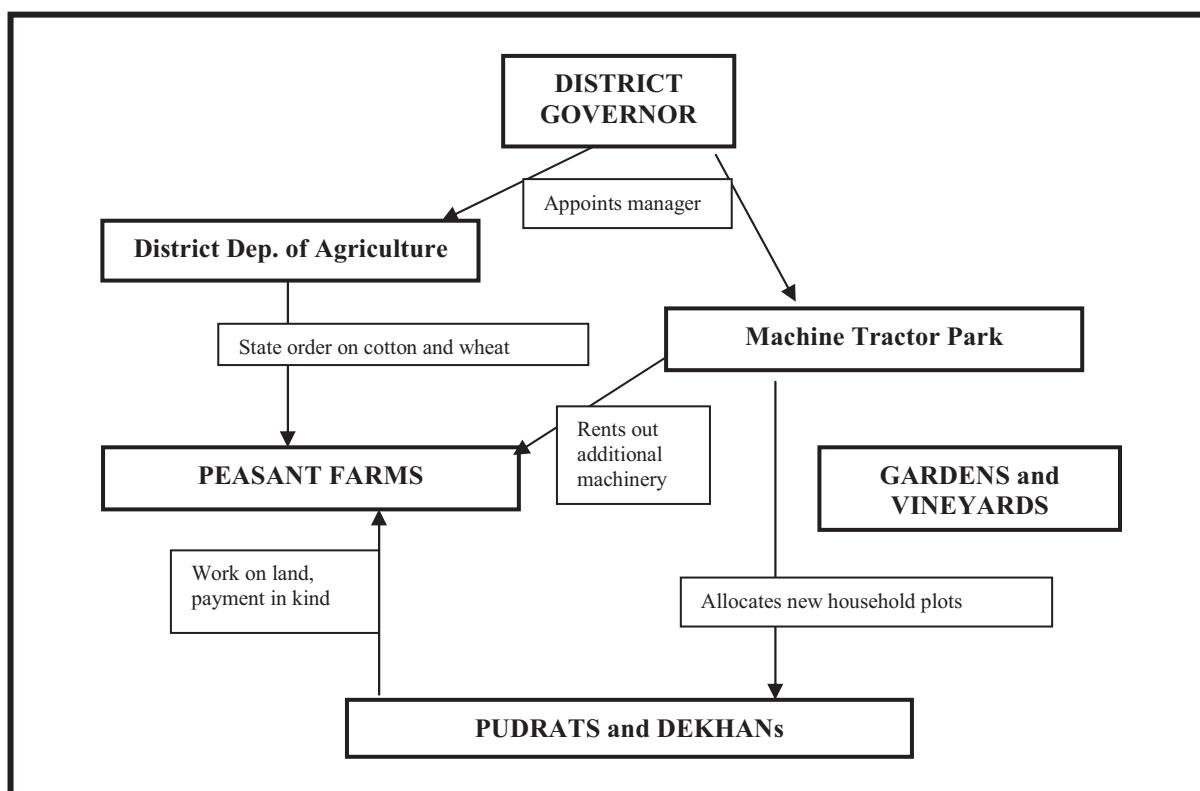 DISTRICT
GOVERNOR
Appoints manager
District Dep. of Agriculture
Machine Tractor Park
State order on cotton and wheat
Rents out
additional
machinery
PEASANT FARMS
GARDENS and
VINEYARDS
Work on land,
payment in kind
Allocates new household plots
PUDRATS and DEKHANs